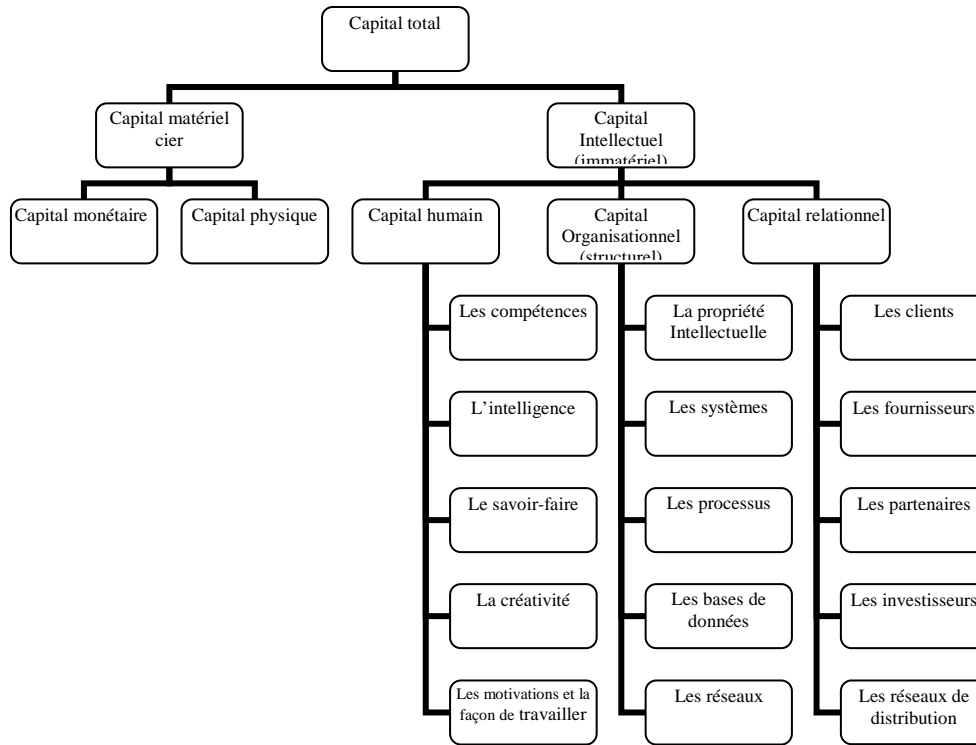 Capital total
Capital matériel
cier
Capital
Intellectuel
(immatériel)
Capital monétaire
Capital physique
Capital humain
Capital
Organisationnel
(structurel)
Capital relationnel
Les compétences
La propriété
Intellectuelle
Les clients
L’intelligence
Les systèmes
Les fournisseurs
Le savoir-faire
Les processus
Les partenaires
La créativité
Les bases de
données
Les investisseurs
Les motivations et la
façon de travailler
Les réseaux
Les réseaux de
distribution